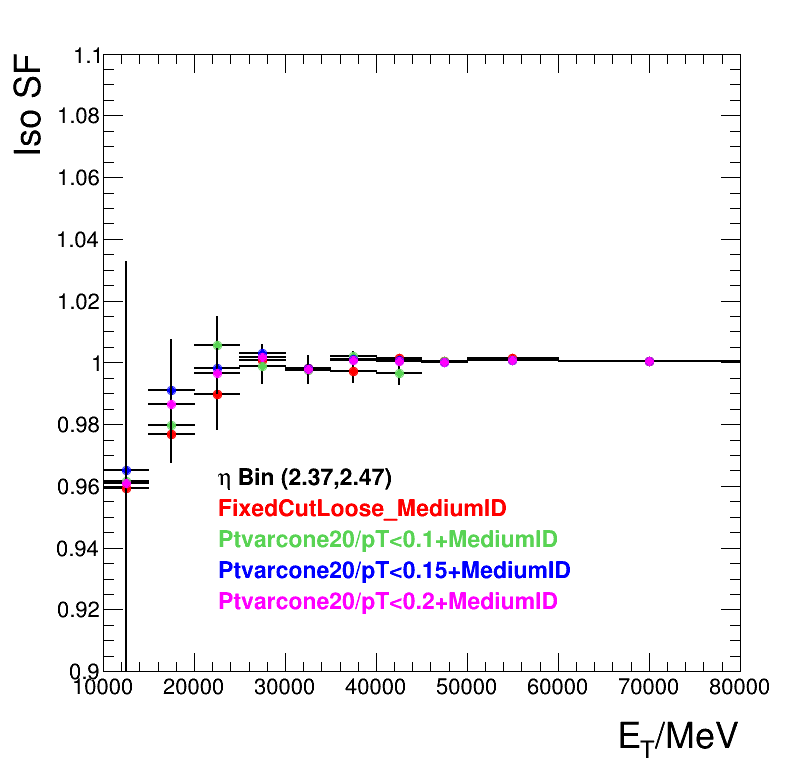 Iso SF
1.1
1.08
1.06
1.04
1.02
1
0.98
0.96
0.94
0.92
0.9
η Bin (2.37,2.47)
FixedCutLoose_MediumID
Ptvarcone20/pT<0.1+MediumID
Ptvarcone20/pT<0.15+MediumID
Ptvarcone20/pT<0.2+MediumID
10000 20000 30000 40000 50000 60000 70000 80000
E_T/MeV